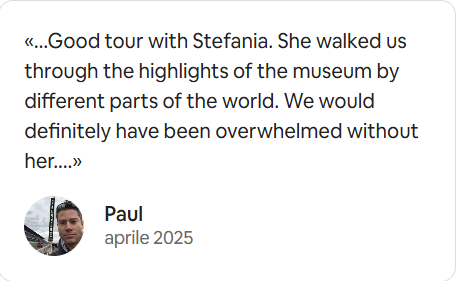 «...Good tour with Stefania. She walked us
through the highlights of the museum by
different parts of the world. We would
definitely have been overwhelmed without
her....»
Paul
aprile 2025